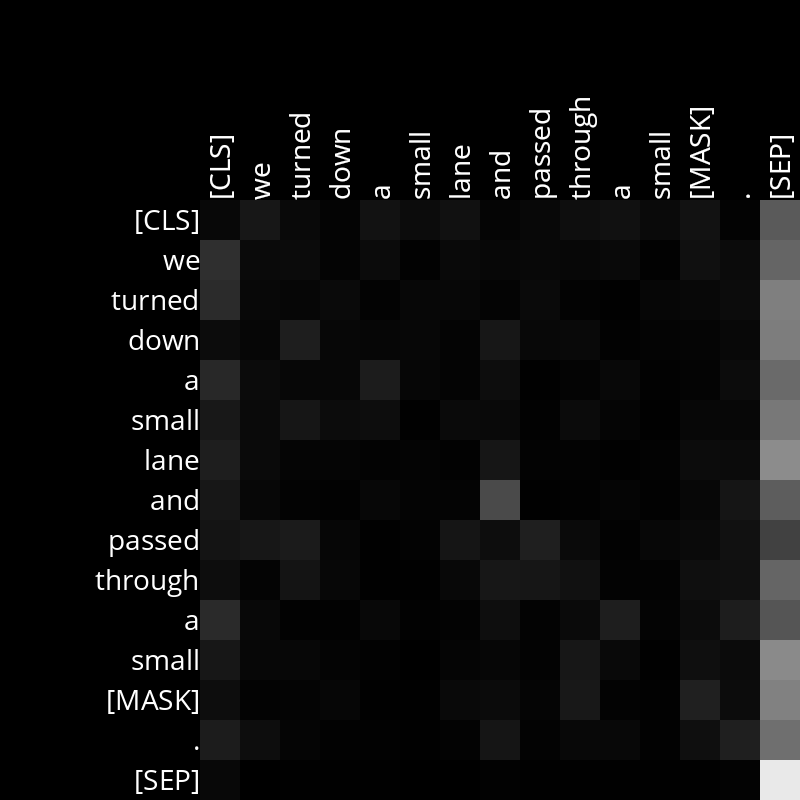 [CLS] we turned down a small lane and passed through a small [MASK] . [SEP]
[CLS]
we
turned
down
a
small
lane
and
passed
through
a
small
[MASK]
.
[SEP]